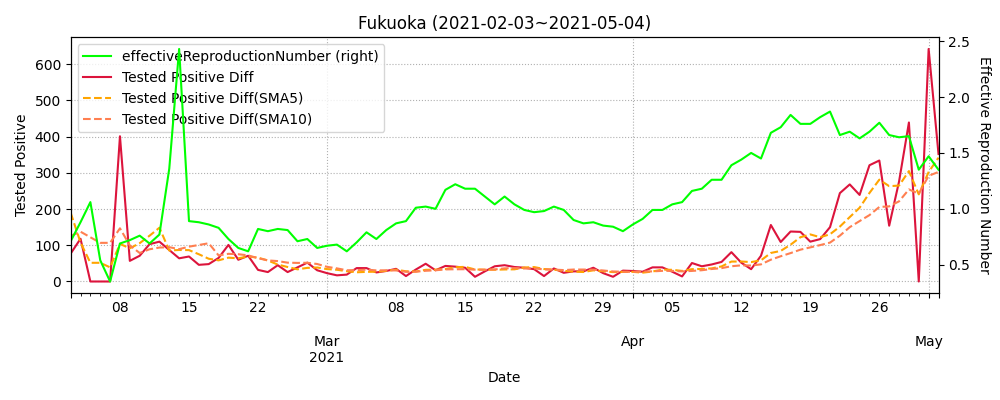 Fukuoka (2021-02-03~2021-05-04)
effectiveReproductionNumber (right)
Tested Positive Diff
Tested Positive Diff(SMA5)
Tested Positive Diff(SMA10)
Tested Positive
600
500
400
300
200
100
0
2.5
2.0
1.5
1.0
0.5
Effective Reproduction Number
08 15 22 08 15 22 29 05 12 19 26
Mar Apr May
2021
Date